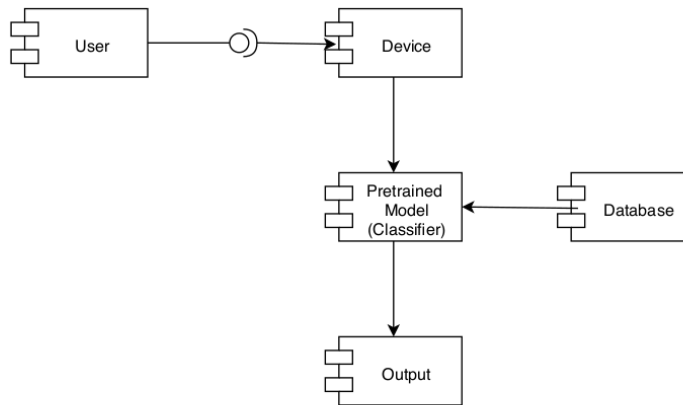 User
Device
Pretrained
Model
(Classifier)
Database
Output